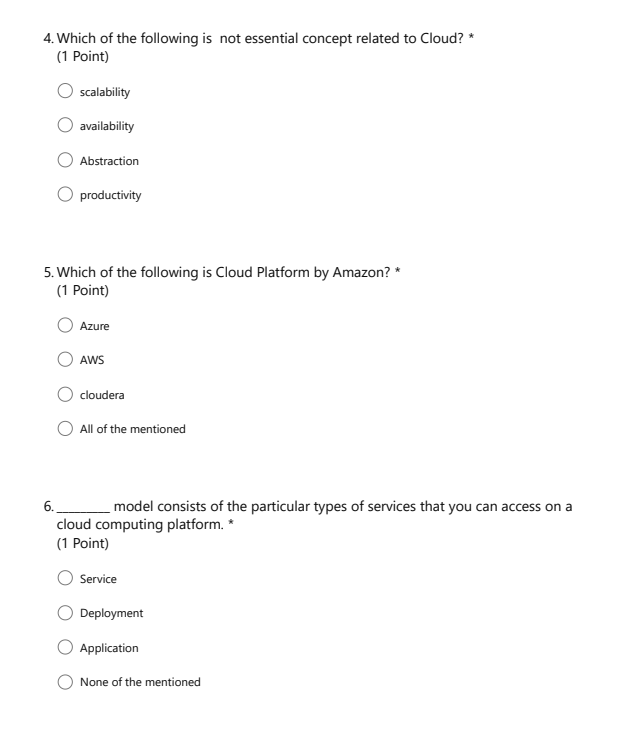 4. Which of the following is  not essential concept related to Cloud? *
(1 Point)
scalability
availability
Abstraction
productivity
5. Which of the following is Cloud Platform by Amazon? *
(1 Point)
Azure
AWS
cloudera
All of the mentioned
6. _________ model consists of the particular types of services that you can access on a
cloud computing platform. *
(1 Point)
Service
Deployment
Application
None of the mentioned